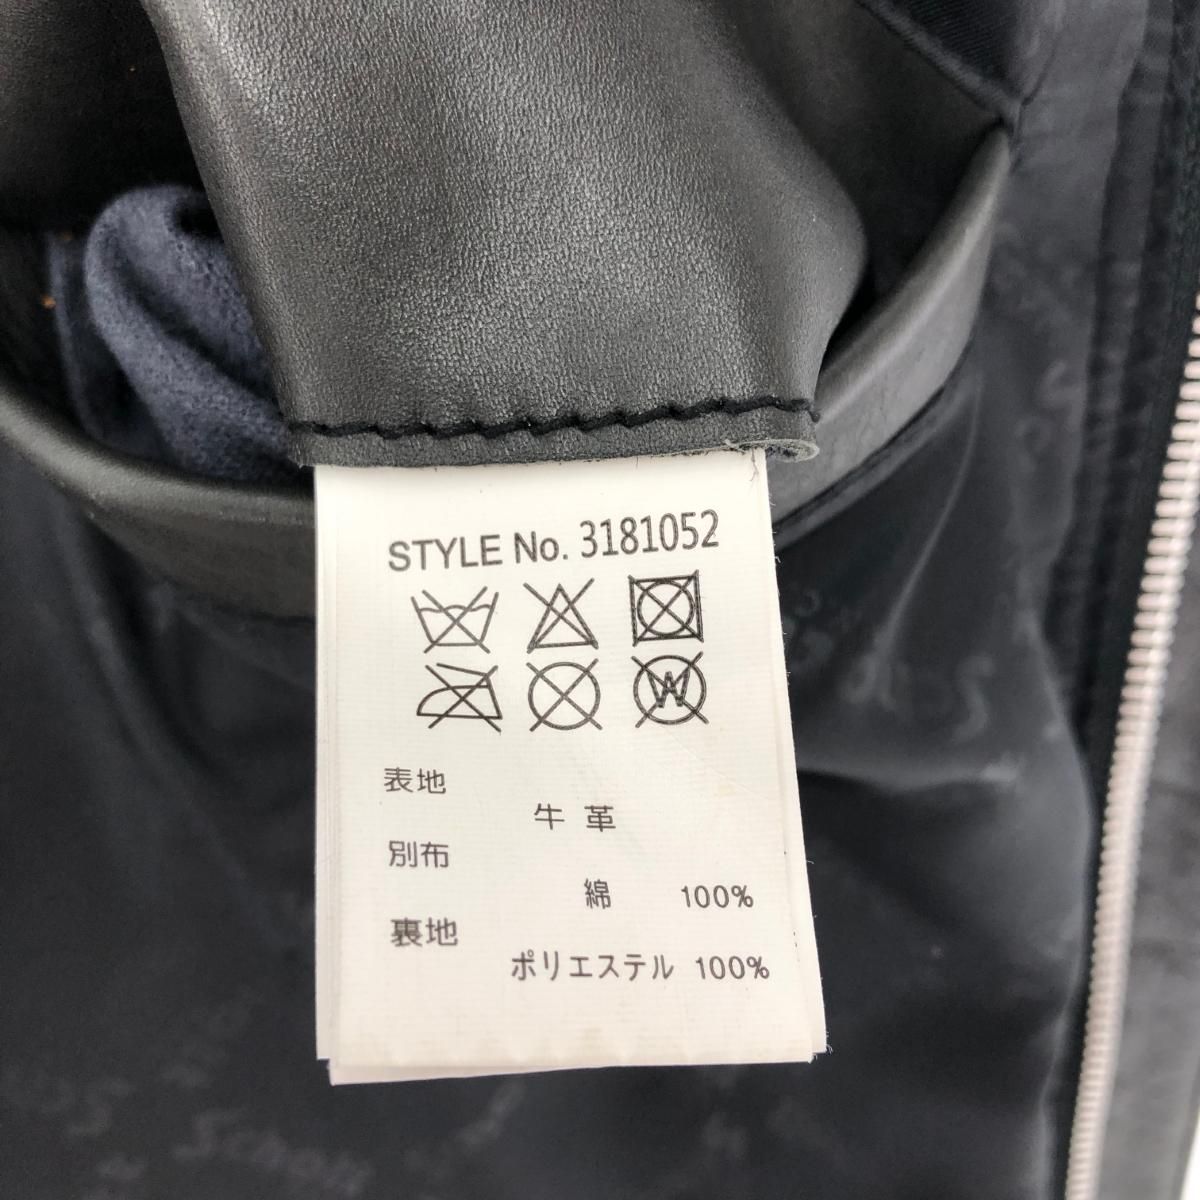 STYLE No. 3181052
W
表地
牛 革
別布
綿 100%
裏地
ポリエステル 100%
Schott